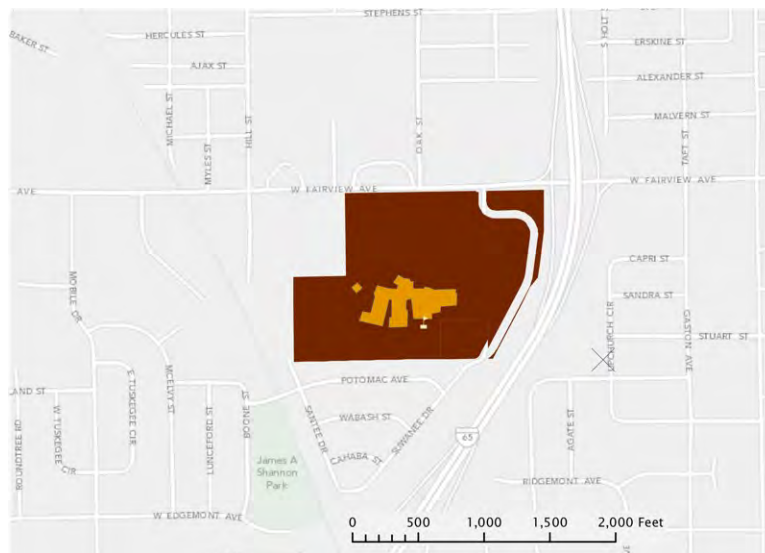 STEPHENS ST
S HOLT S
BAKER ST
HERCULES ST
ERSKINE ST
AJAX ST
ALEXANDER ST
MICHAEL ST
MYLES ST
HILL ST
OAK ST
MALVERN ST
TAFT ST
AVE
W FAIRVIEW AVE
W FAIRVIEW AVE
CAPRI ST
MOBILE DR
SANDRA ST
UPCHURCH CIR
GASTON AVE
STUART ST
LAND ST
POTOMAC AVE
MCELVY ST
E TUSKEGEE CIR
W TUSKEGEE CIR
ROUNDTREE BL
LUNCEFORD ST
BOONE ST
SANTEE DR
WABASH ST
SUWANEE DR
AGATE ST
65
CAHABA ST
James A
Shannon
Park
RIDGEMONT AVE
W EDGEMONT AVE
0 500 1,000 1,500 2,000 Feet